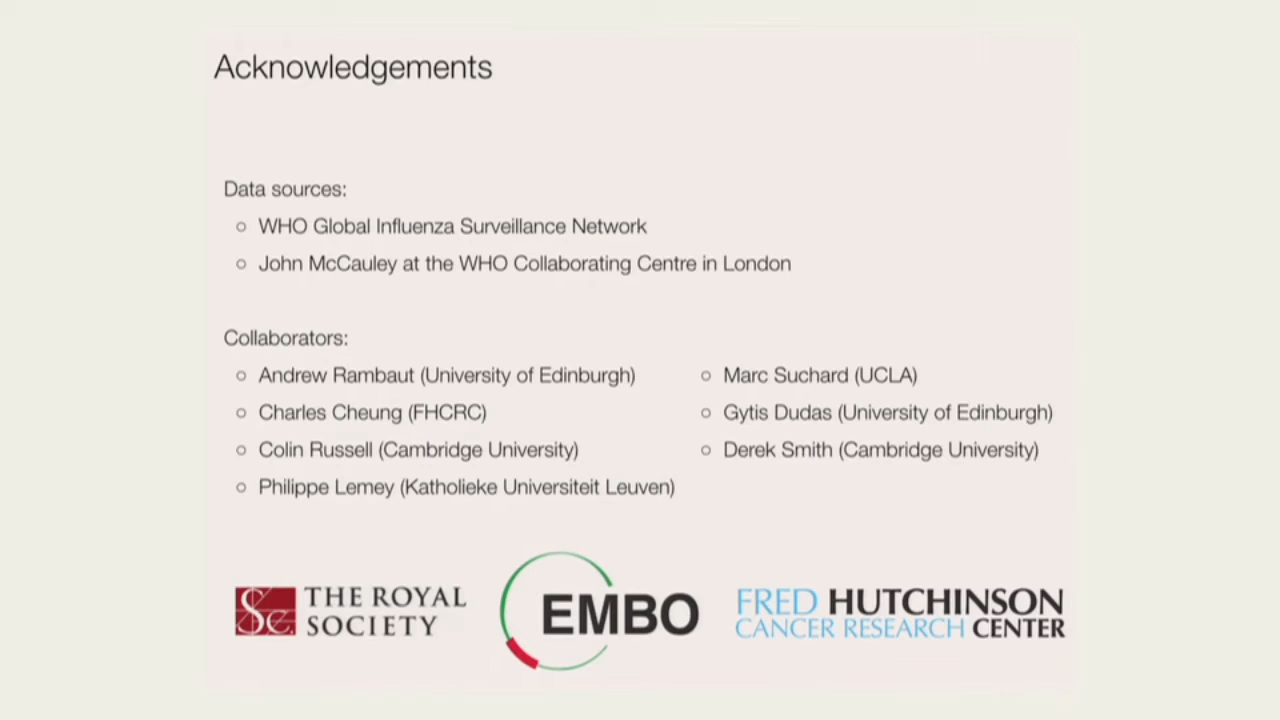 Acknowledgements
Data sources:
WHO Global Influenza Surveillance Network
John McCauley at the WHO Collaborating Centre in London
Collaborators:
Andrew Rambaut (University of Edinburgh)
Charles Cheung (FHCRC)
Colin Russell (Cambridge University)
Philippe Lemey (Katholieke Universiteit Leuven)
Marc Suchard (UCLA)
Gytis Dudas (University of Edinburgh)
Derek Smith (Cambridge University)
THE ROYAL
SOCIETY
EMBO
FRED HUTCHINSON
CANCER RESEARCH CENTER